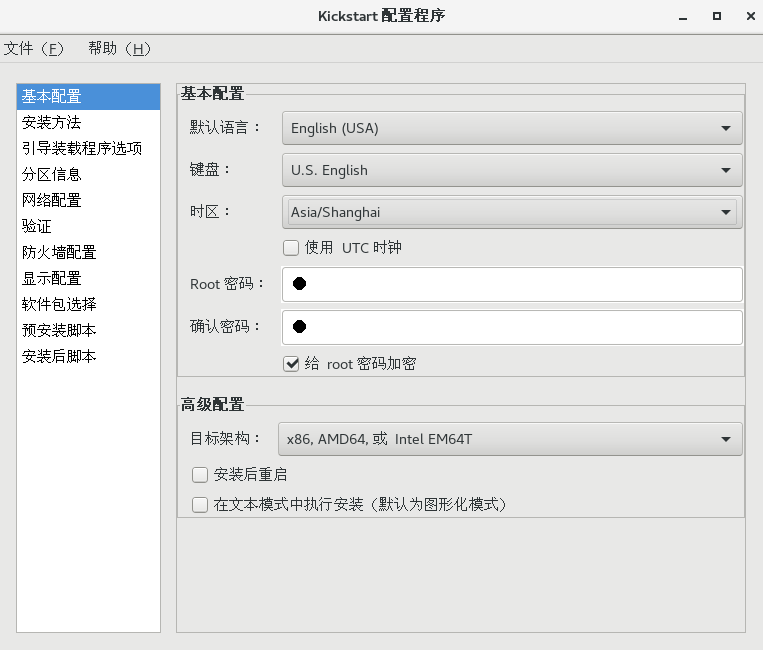 Kickstart 配置程序
文件（F） 帮助（H）
基本配置
安装方法
引导装载程序选项
分区信息
网络配置
验证
防火墙配置
显示配置
软件包选择
预安装脚本
安装后脚本
基本配置
默认语言： English (USA)
键盘： U.S. English
时区： Asia/Shanghai
使用 UTC 时钟
Root 密码：
确认密码：
给 root 密码加密
高级配置
目标架构： x86, AMD64, 或 Intel EM64T
安装后重启
在文本模式中执行安装（默认为图形化模式）